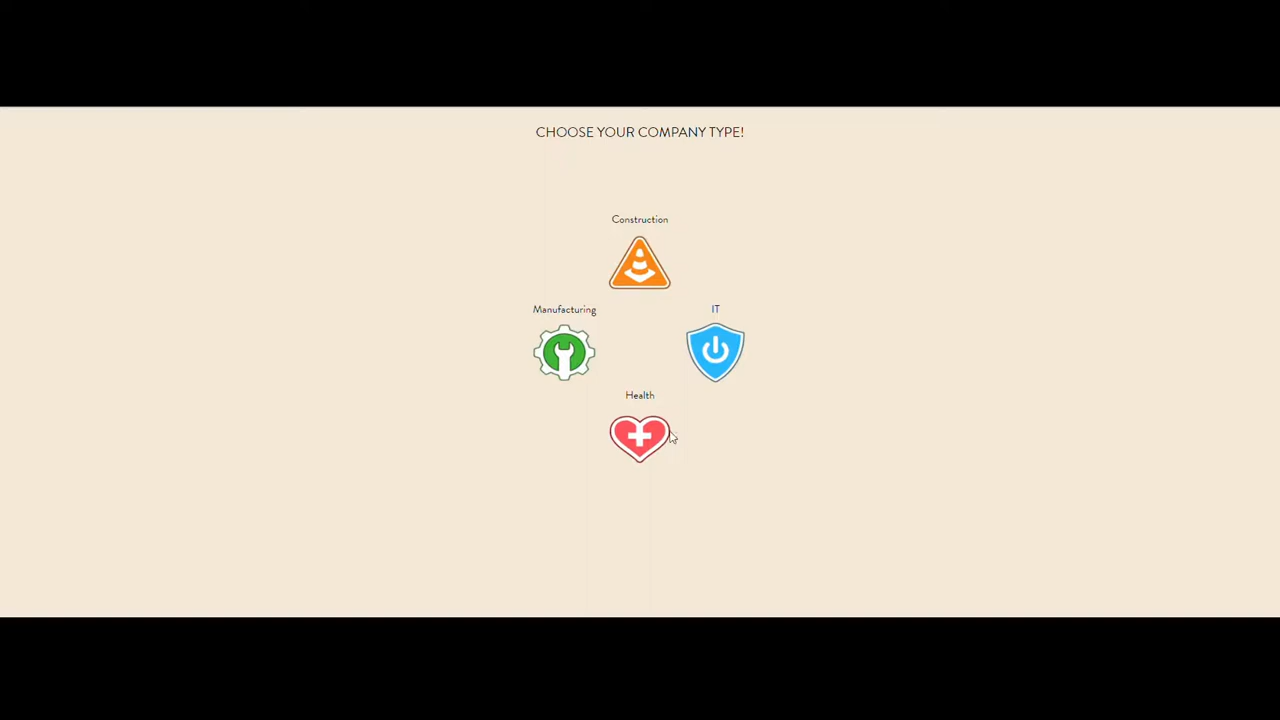 CHOOSE YOUR COMPANY TYPE!
Construction
Manufacturing
IT
Health